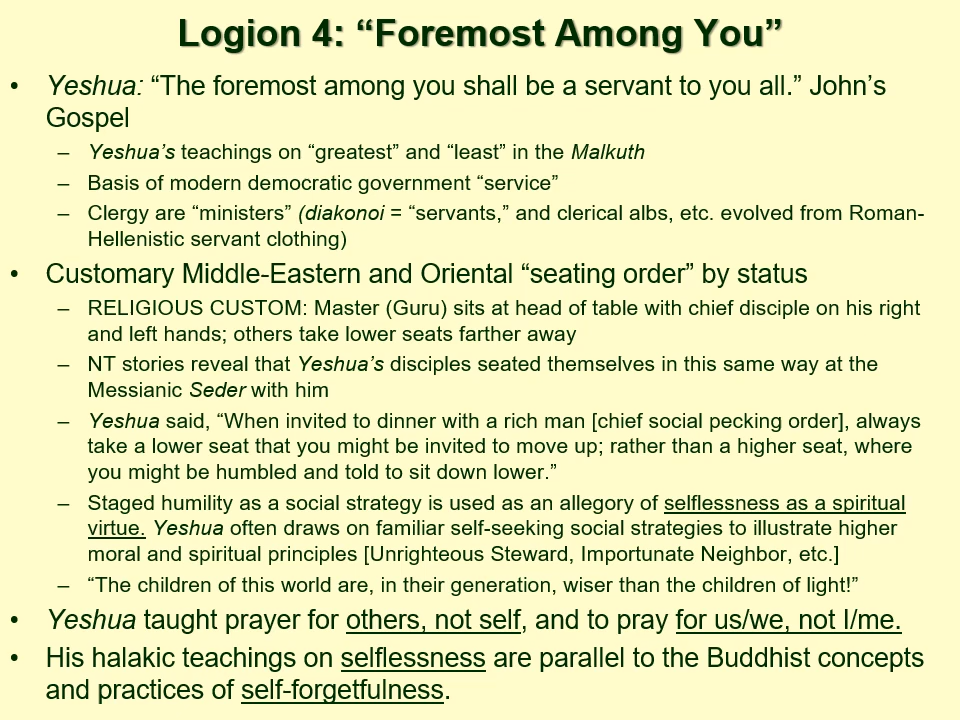 Logion 4: “Foremost Among You”
• Yeshua: “The foremost among you shall be a servant to you all.” John’s
Gospel
– Yeshua’s teachings on “greatest” and “least” in the Malkuth
– Basis of modern democratic government “service”
– Clergy are “ministers” (diakonoi = “servants,” and clerical albs, etc. evolved from Roman-
Hellenistic servant clothing)
• Customary Middle-Eastern and Oriental “seating order” by status
– RELIGIOUS CUSTOM: Master (Guru) sits at head of table with chief disciple on his right
and left hands; others take lower seats farther away
– NT stories reveal that Yeshua’s disciples seated themselves in this same way at the
Messianic Seder with him
– Yeshua said, “When invited to dinner with a rich man [chief social pecking order], always
take a lower seat that you might be invited to move up; rather than a higher seat, where
you might be humbled and told to sit down lower.”
– Staged humility as a social strategy is used as an allegory of selflessness as a spiritual
virtue. Yeshua often draws on familiar self-seeking social strategies to illustrate higher
moral and spiritual principles [Unrighteous Steward, Importunate Neighbor, etc.]
– “The children of this world are, in their generation, wiser than the children of light!”
• Yeshua taught prayer for others, not self, and to pray for us/we, not I/me.
• His halakic teachings on selflessness are parallel to the Buddhist concepts
and practices of self-forgetfulness.